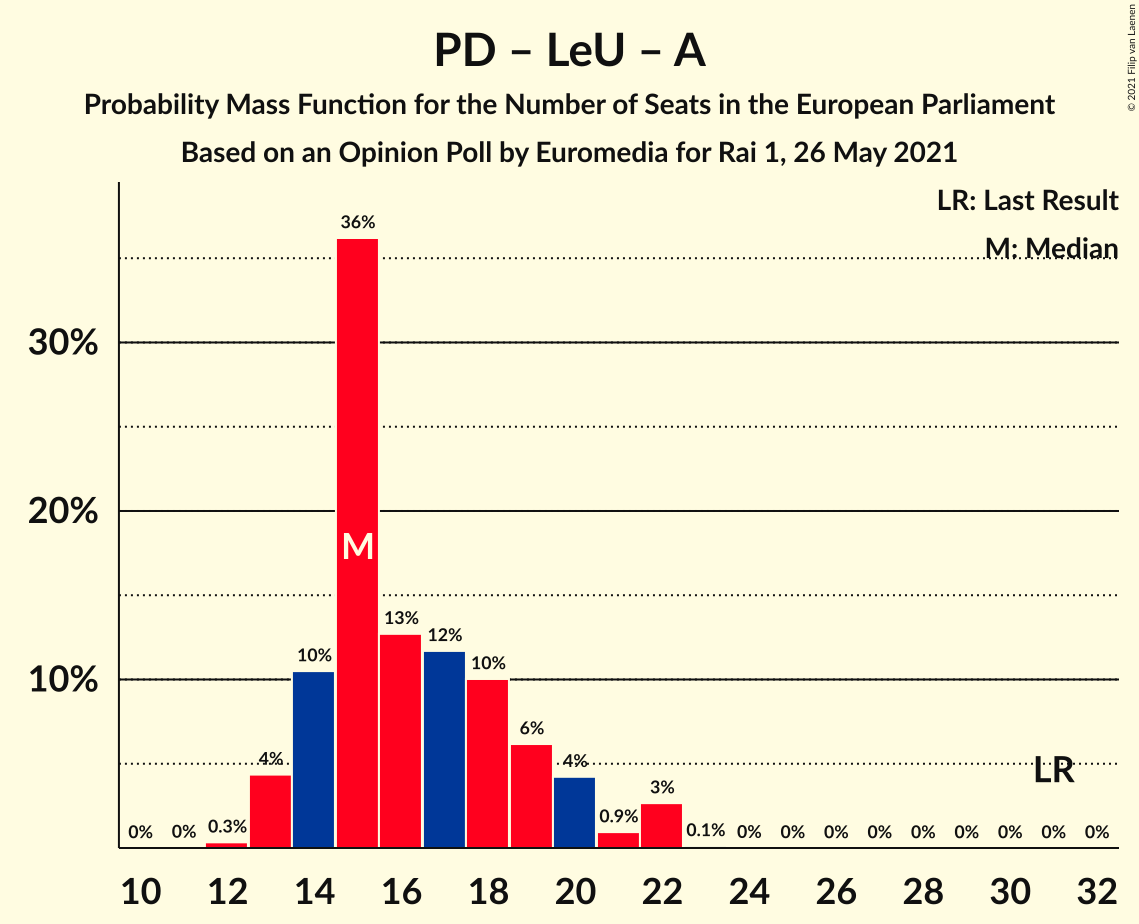 PD – LeU – A
Probability Mass Function for the Number of Seats in the European Parliament
Based on an Opinion Poll by Euromedia for Rai 1, 26 May 2021
© 2021 Filip van Laenen
LR: Last Result
M: Median
30%
20%
10%
0%
0%
0.3%
4%
10%
36%
M
13%
12%
10%
6%
4%
0.9%
3%
0.1%
0%
0%
0%
0%
0%
0%
0%
0%
0%
LR
10 12 14 16 18 20 22 24 26 28 30 32